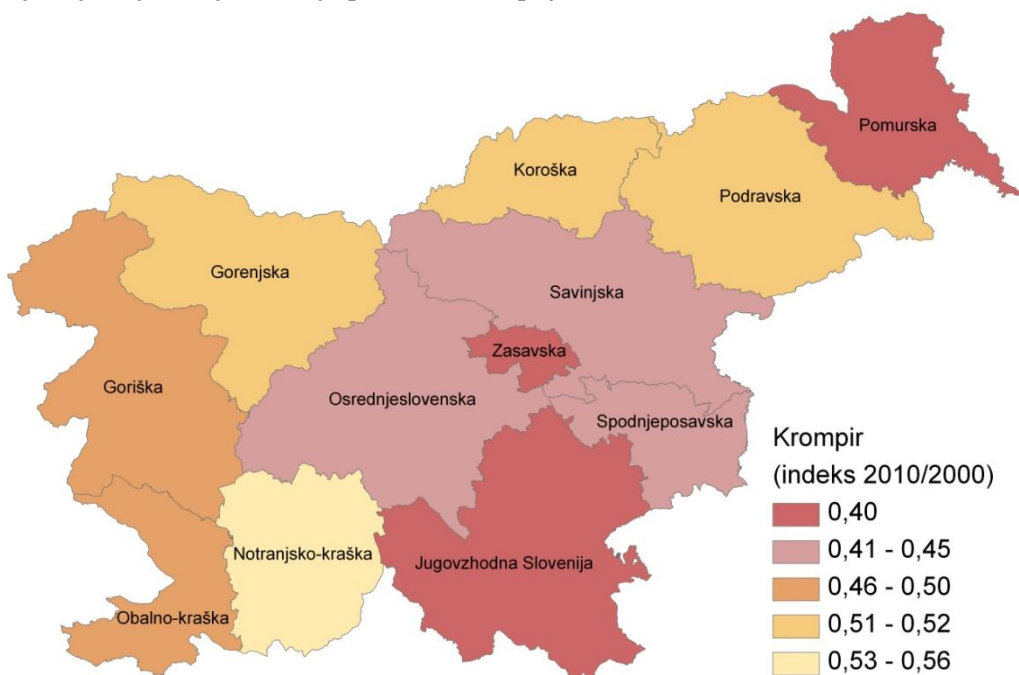 Pomurska
Koroška
Podravska
Gorenjska
Savinjska
Zasavska
Goriška
Osrednjeslovenska
Spodnjeposavska
Notranjsko-kraška
Jugovzhodna Slovenija
Obalno-kraška
Krompir
(indeks 2010/2000)
0,40
0,41 - 0,45
0,46 - 0,50
0,51 - 0,52
0,53 - 0,56